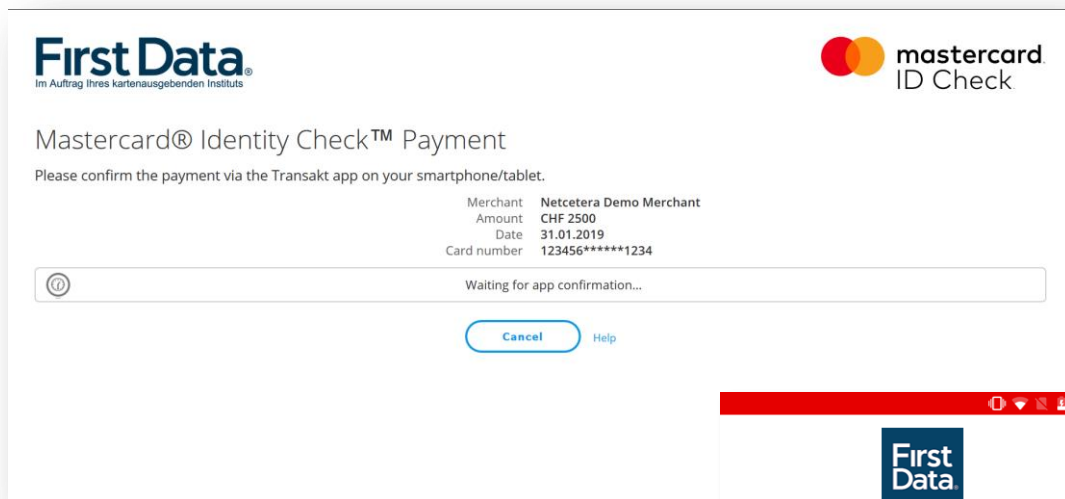 First Data®
Im Auftrag Ihres kartenausgebenden Instituts
mastercard.
ID Check.
Mastercard® Identity Check™ Payment
Please confirm the payment via the Transakt app on your smartphone/tablet.
Merchant Netcetera Demo Merchant
Amount CHF 2500
Date 31.01.2019
Card number 123456******1234
Waiting for app confirmation...
Cancel Help
First
Data®